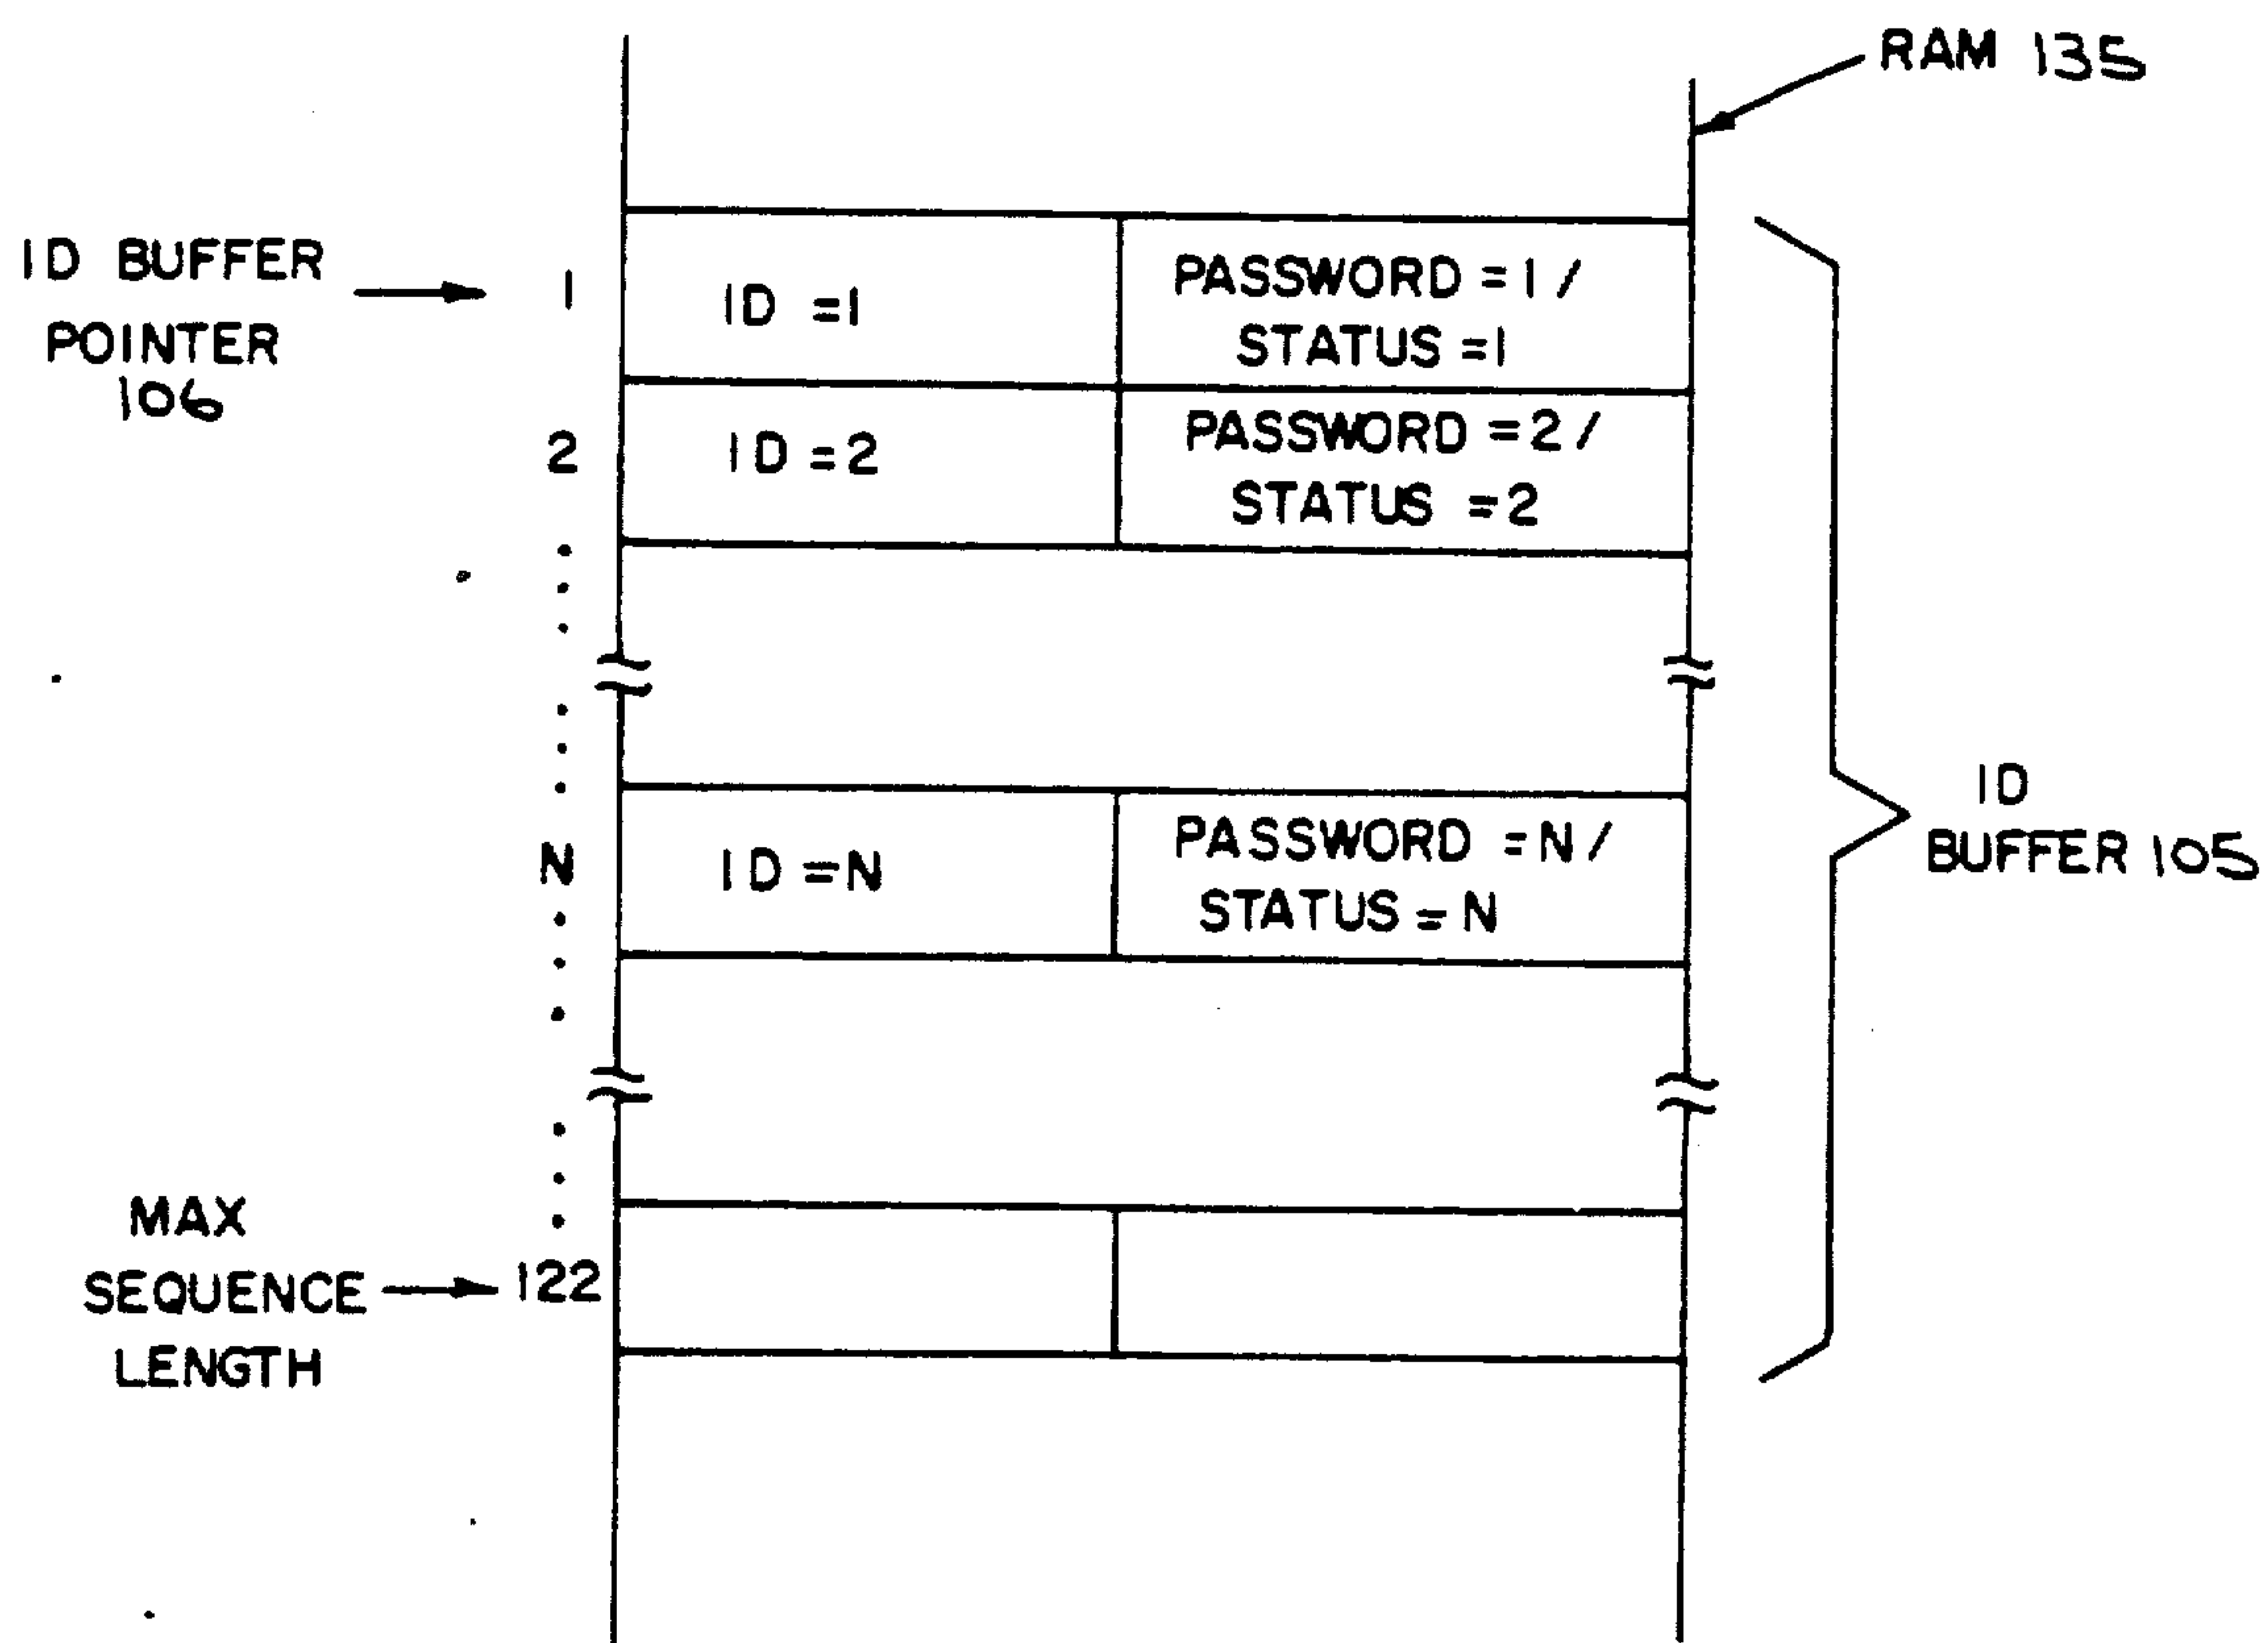 RAM 135
ID BUFFER
POINTER
106
1
ID =1
PASSWORD =1/
STATUS =1
2
ID =2
PASSWORD =2/
STATUS =2
N
ID =N
PASSWORD =N/
STATUS = N
ID
BUFFER 105
MAX
SEQUENCE
LENGTH
122